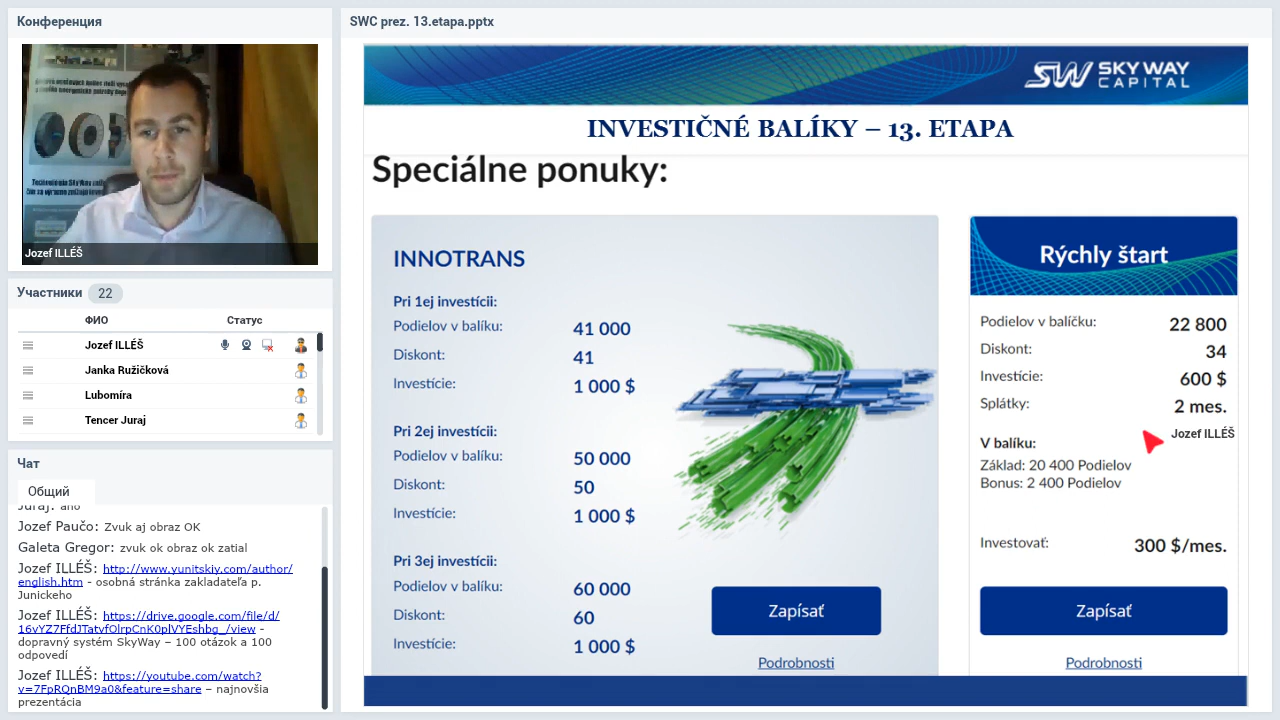 Конференция
Jozef ILLÉŠ
Участники 22
ФИО Статус
Jozef ILLÉŠ
Janka Ružičková
Lubomíra
Tencer Juraj
Чат
Общий
Juraj: ano
Jozef Paučo: Zvuk aj obraz OK
Galeta Gregor: zvuk ok obraz ok zatial
Jozef ILLÉŠ: http://www.yunitskiy.com/author/
english.htm - osobná stránka zakladateľa p.
Junickeho
Jozef ILLÉŠ: https://drive.google.com/file/d/
16vYZ7FfdJTatvfOlrpCnK0plVYEshbg_/view -
dopravný systém SkyWay – 100 otázok a 100
odpovedí
Jozef ILLÉŠ: https://youtube.com/watch?
v=7FpRQnBM9a0&feature=share – najnovšia
prezentácia
SWC prez. 13.etapa.pptx
SW SKY WAY
CAPITAL
INVESTIČNÉ BALÍKY – 13. ETAPA
Speciálne ponuky:
INNOTRANS
Pri 1ej investícii:
Podielov v balíku: 41 000
Diskont: 41
Investície: 1 000 $
Pri 2ej investícii:
Podielov v balíku: 50 000
Diskont: 50
Investície: 1 000 $
Pri 3ej investícii:
Podielov v balíku: 60 000
Diskont: 60
Investície: 1 000 $
Zapísať
Podrobnosti
Rýchly štart
Podielov v balíčku: 22 800
Diskont: 34
Investície: 600 $
Splátky: 2 mes.
Jozef ILLÉŠ
V balíku:
Základ: 20 400 Podielov
Bonus: 2 400 Podielov
Investovať: 300 $/mes.
Zapísať
Podrobnosti